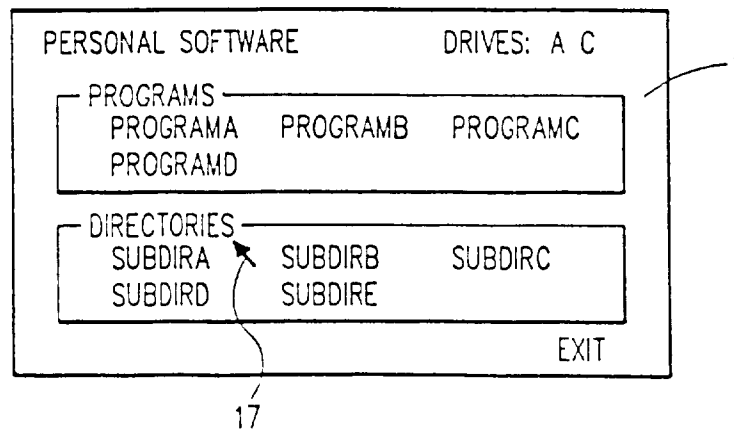 PERSONAL SOFTWARE DRIVES: A C
PROGRAMS
PROGRAMA PROGRAMB PROGRAMC
PROGRAMD
DIRECTORIES
SUBDIRA SUBDIRB SUBDIRC
SUBDIRD SUBDIRE
EXIT
17